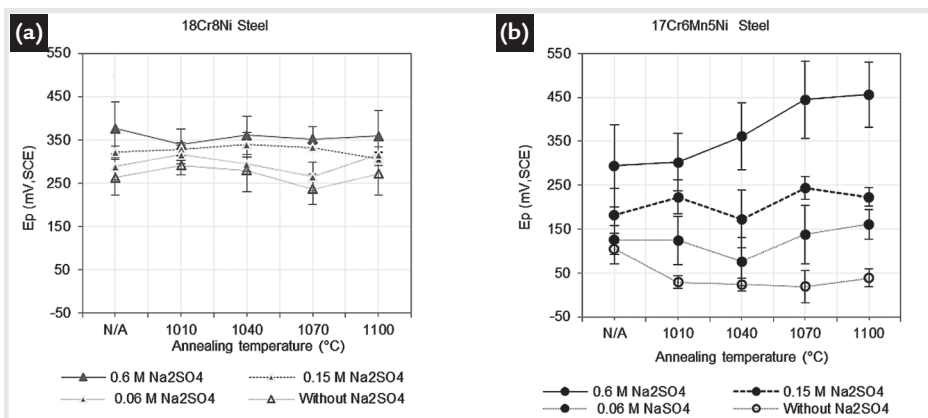 (a)
18Cr8Ni Steel
550
450
350
250
150
50
-50
Ep (mV,SCE)
N/A 1010 1040 1070 1100
Annealing temperature (°C)
0.6 M Na2SO4 0.15 M Na2SO4
0.06 M Na2SO4 Without Na2SO4
(b)
17Cr6Mn5Ni Steel
550
450
350
250
150
50
-50
Ep (mV,SCE)
N/A 1010 1040 1070 1100
Annealing temperature (°C)
0.6 M Na2SO4 0.15 M Na2SO4
0.06 M NaSO4 Without Na2SO4